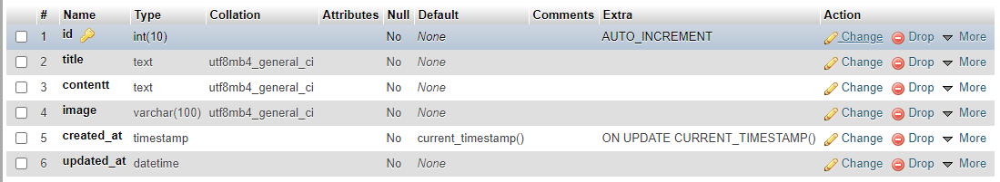 # Name Type Collation Attributes Null Default Comments Extra Action
1 id int(10) No None AUTO_INCREMENT Change Drop More
2 title text utf8mb4_general_ci No None Change Drop More
3 contentt text utf8mb4_general_ci No None Change Drop More
4 image varchar(100) utf8mb4_general_ci No None Change Drop More
5 created_at timestamp No current_timestamp() ON UPDATE CURRENT_TIMESTAMP() Change Drop More
6 updated_at datetime No None Change Drop More